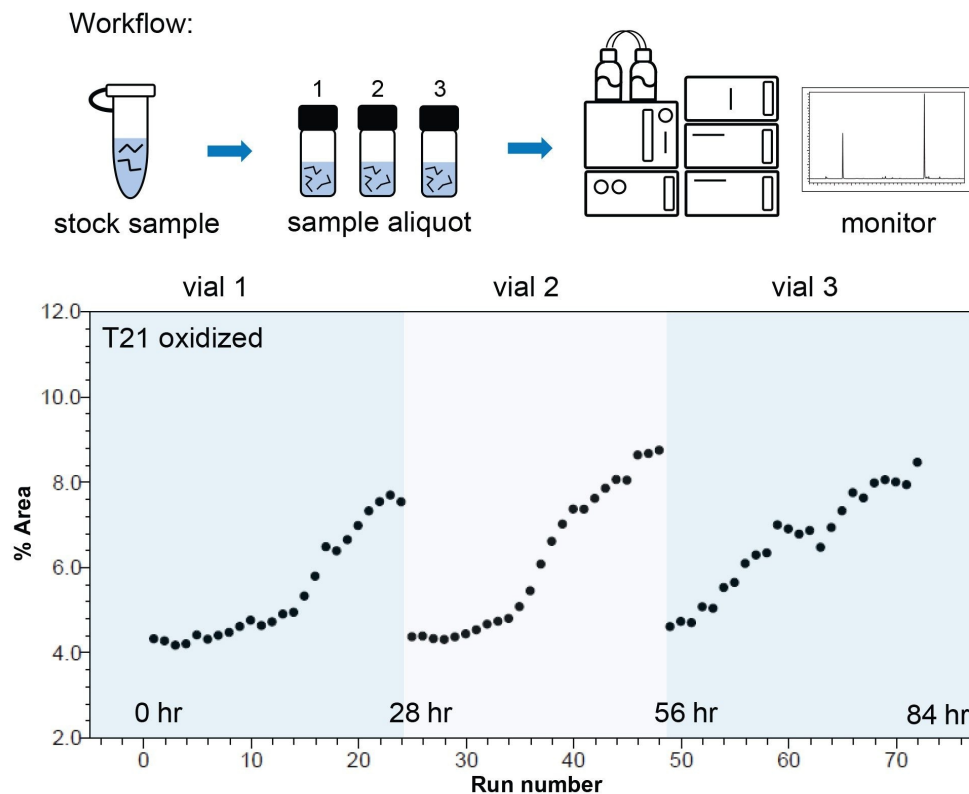 Workflow:
1 2 3
stock sample
sample aliquot
monitor
vial 1 vial 2 vial 3
T21 oxidized
% Area
12.0
10.0
8.0
6.0
4.0
2.0
0 hr 28 hr 56 hr 84 hr
0 10 20 30 40 50 60 70
Run number